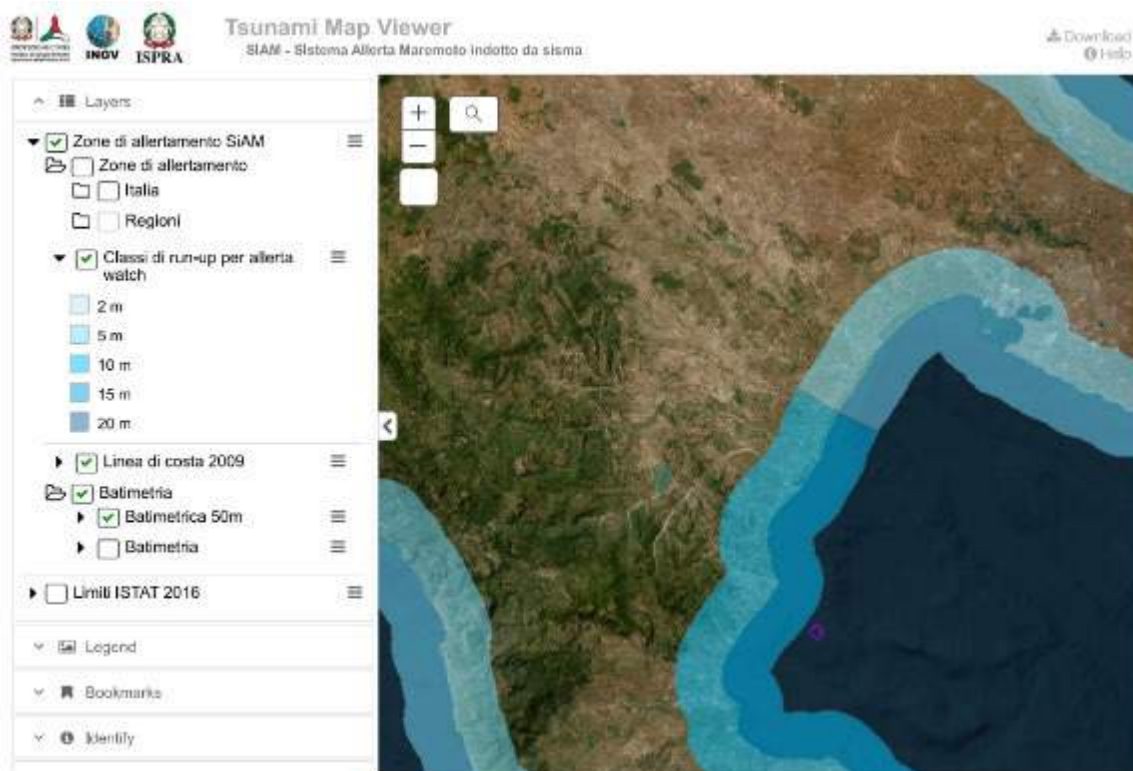 INGV
ISPRA
Tsunami Map Viewer
SiAM - Sistema Allerta Maremoto indotto da sisma
Download
Help
Layers
Zone di allertamento SiAM
Zone di allertamento
Italia
Regioni
Classi di run-up per allerta
watch
2 m
5 m
10 m
15 m
20 m
Linea di costa 2009
Batimetria
Batimetrica 50m
Batimetria
Limiti ISTAT 2016
Legend
Bookmarks
Identify